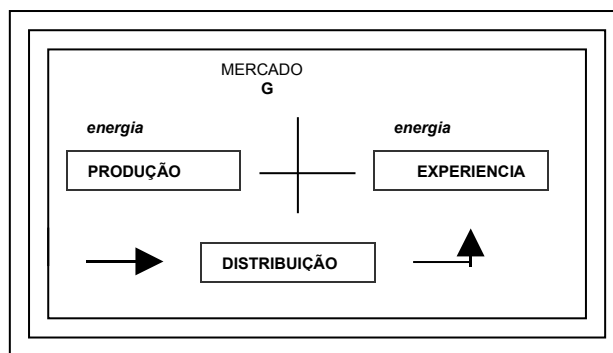 MERCADO
G
energia
energia
PRODUÇÃO
EXPERIENCIA
DISTRIBUIÇÃO